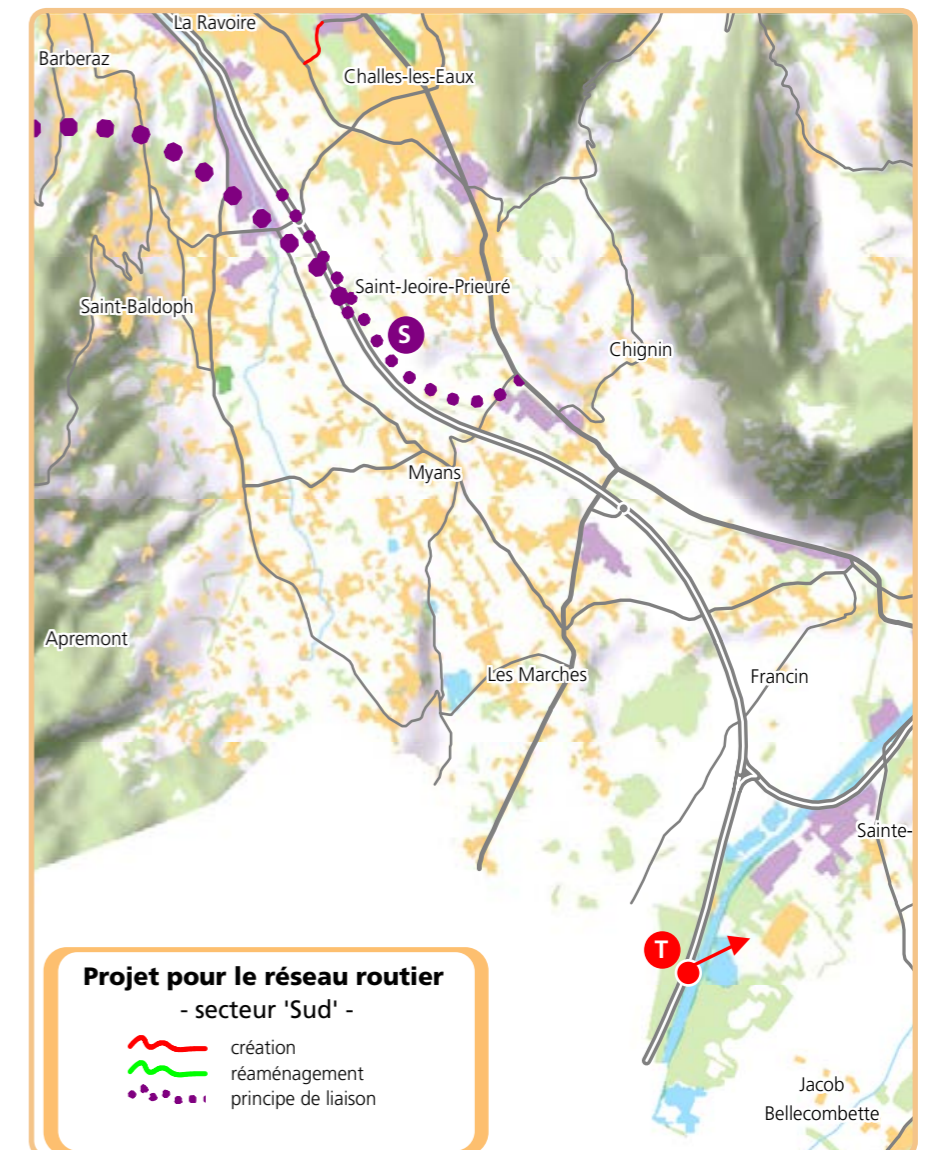 La Ravoire
Barberaz
Challes-les-Eaux
Saint-Jeoire-Prieuré
Saint-Baldoph
S
Chignin
Myans
Apremont
Les Marches
Francin
Sainte-
T
Projet pour le réseau routier
- secteur 'Sud' -
création
réaménagement
principe de liaison
Jacob
Bellecombette